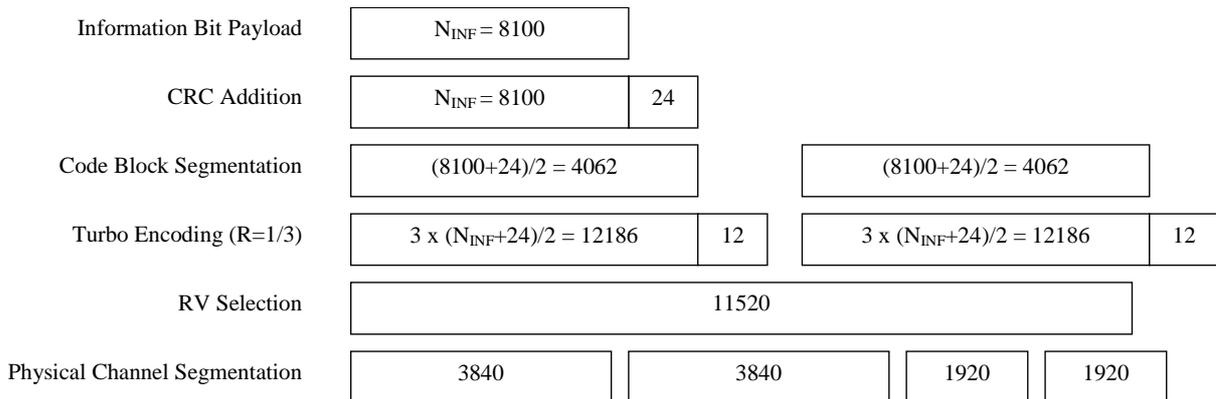 Information Bit Payload N_INF = 8100
CRC Addition N_INF = 8100 24
Code Block Segmentation (8100+24)/2 = 4062 (8100+24)/2 = 4062
Turbo Encoding (R=1/3) 3 x (N_INF+24)/2 = 12186 12 3 x (N_INF+24)/2 = 12186 12
RV Selection 11520
Physical Channel Segmentation 3840 3840 1920 1920